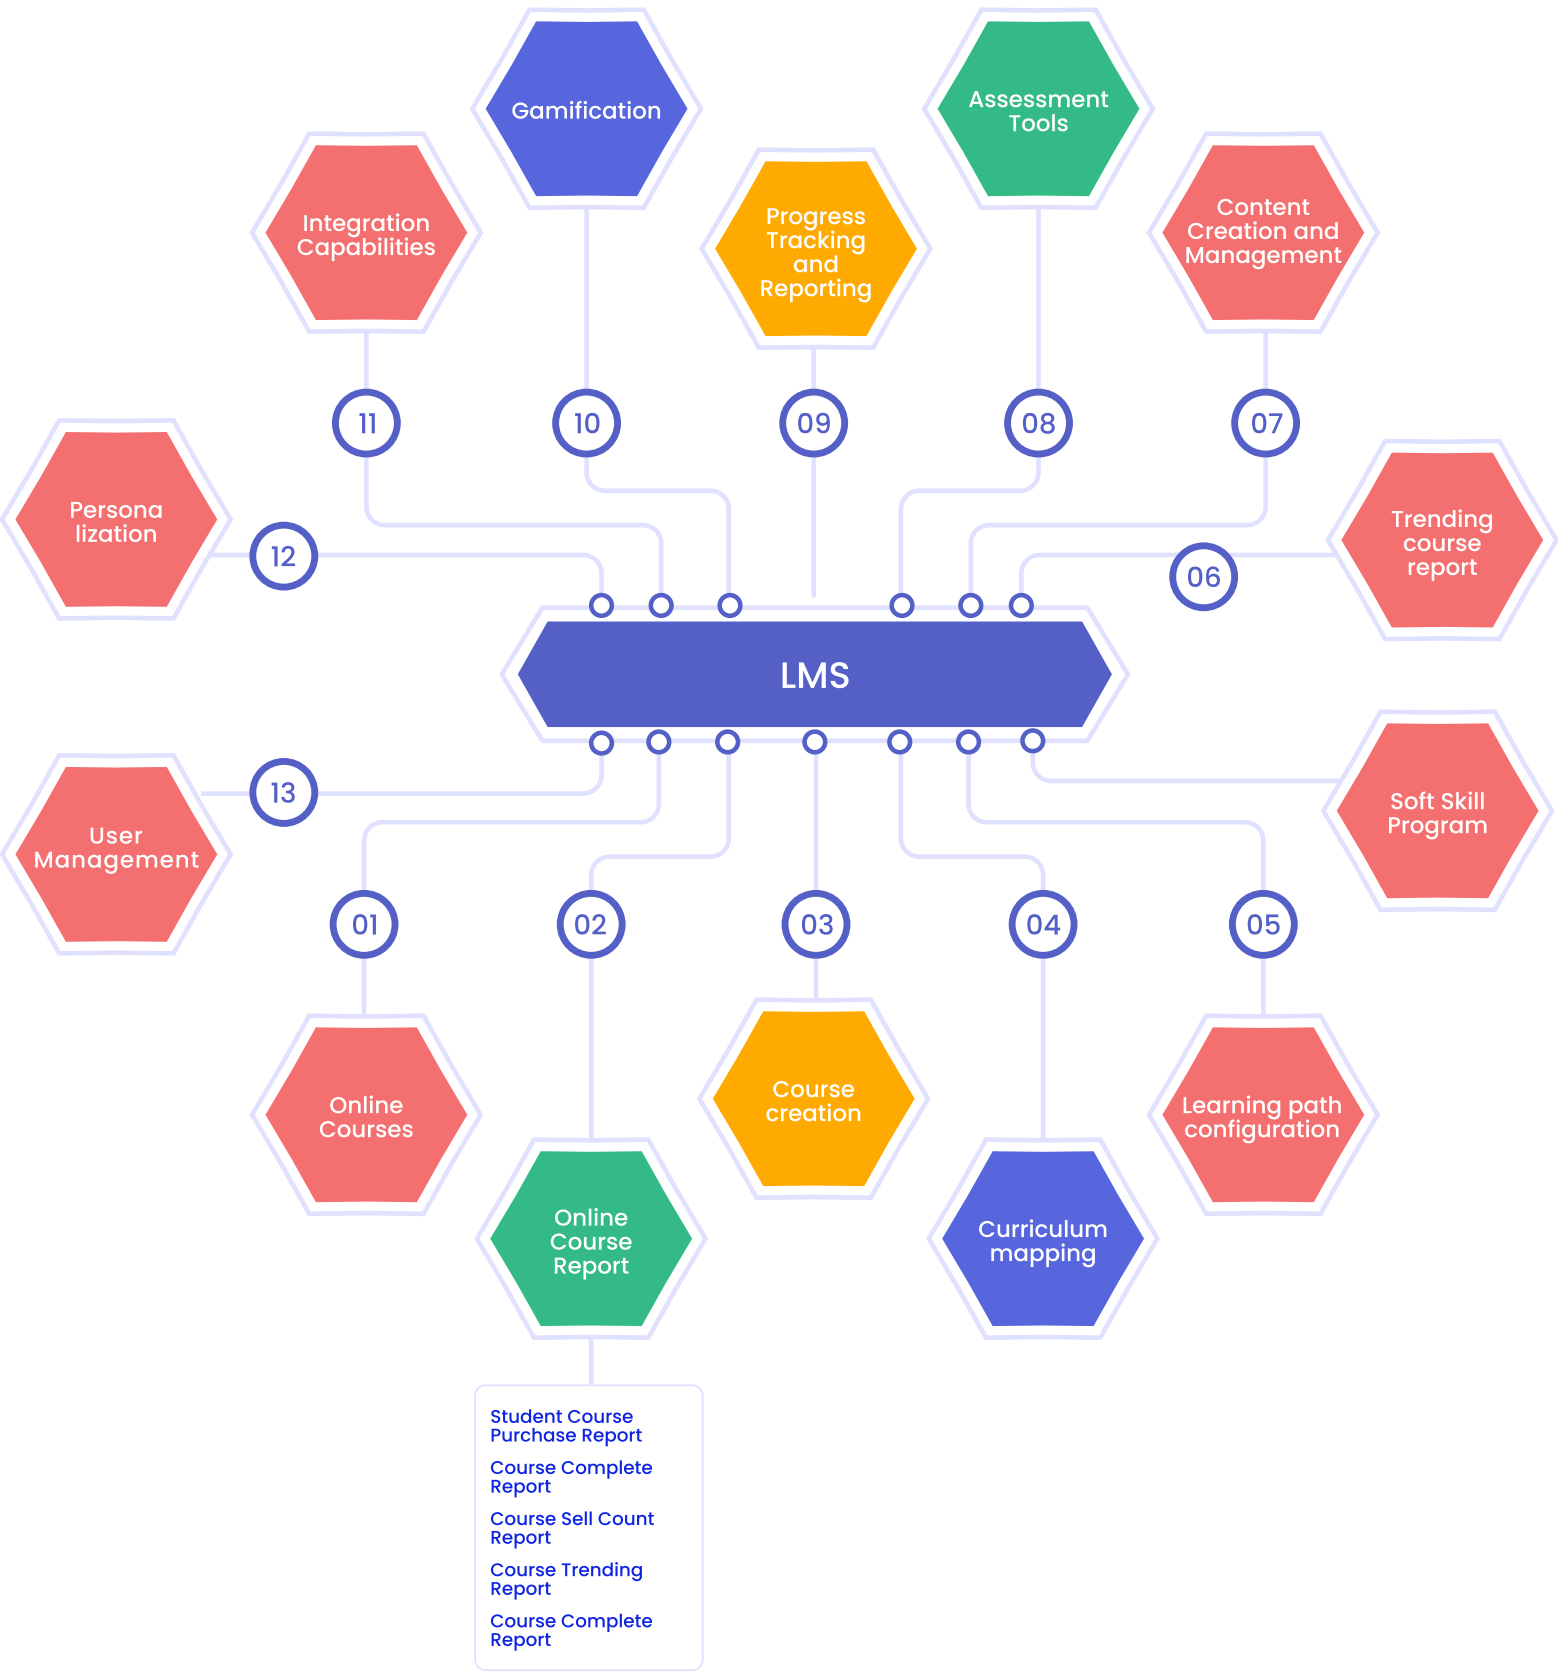 Gamification
Assessment
Tools
Integration
Capabilities
Progress
Tracking
and
Reporting
Content
Creation and
Management
11
10
09
08
07
Persona
lization
12
06
Trending
course
report
LMS
User
Management
13
Soft Skill
Program
01
02
03
04
05
Online
Courses
Course
creation
Learning path
configuration
Online
Course
Report
Curriculum
mapping
Student Course
Purchase Report
Course Complete
Report
Course Sell Count
Report
Course Trending
Report
Course Complete
Report